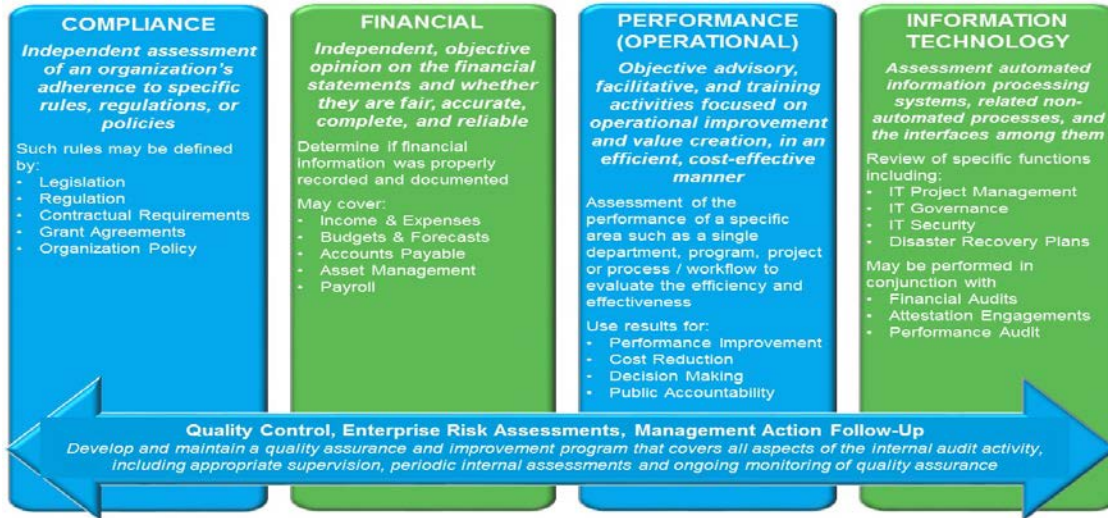 COMPLIANCE
Independent assessment
of an organization's
adherence to specific
rules, regulations, or
policies
Such rules may be defined
by:
• Legislation
• Regulation
• Contractual Requirements
• Grant Agreements
• Organization Policy
FINANCIAL
Independent, objective
opinion on the financial
statements and whether
they are fair, accurate,
complete, and reliable
Determine if financial
information was properly
recorded and documented
May cover:
• Income & Expenses
• Budgets & Forecasts
• Accounts Payable
• Asset Management
• Payroll
PERFORMANCE
(OPERATIONAL)
Objective advisory,
facilitative, and training
activities focused on
operational improvement
and value creation, in an
efficient, cost-effective
manner
Assessment of the
performance of a specific
area such as a single
department, program, project
or process / workflow to
evaluate the efficiency and
effectiveness
Use results for:
• Performance Improvement
• Cost Reduction
• Decision Making
• Public Accountability
INFORMATION
TECHNOLOGY
Assessment automated
information processing
systems, related non-
automated processes, and
the interfaces among them
Review of specific functions
including:
• IT Project Management
• IT Governance
• IT Security
• Disaster Recovery Plans
May be performed in
conjunction with
• Financial Audits
• Attestation Engagements
• Performance Audit
Quality Control, Enterprise Risk Assessments, Management Action Follow-Up
Develop and maintain a quality assurance and improvement program that covers all aspects of the internal audit activity,
including appropriate supervision, periodic internal assessments and ongoing monitoring of quality assurance